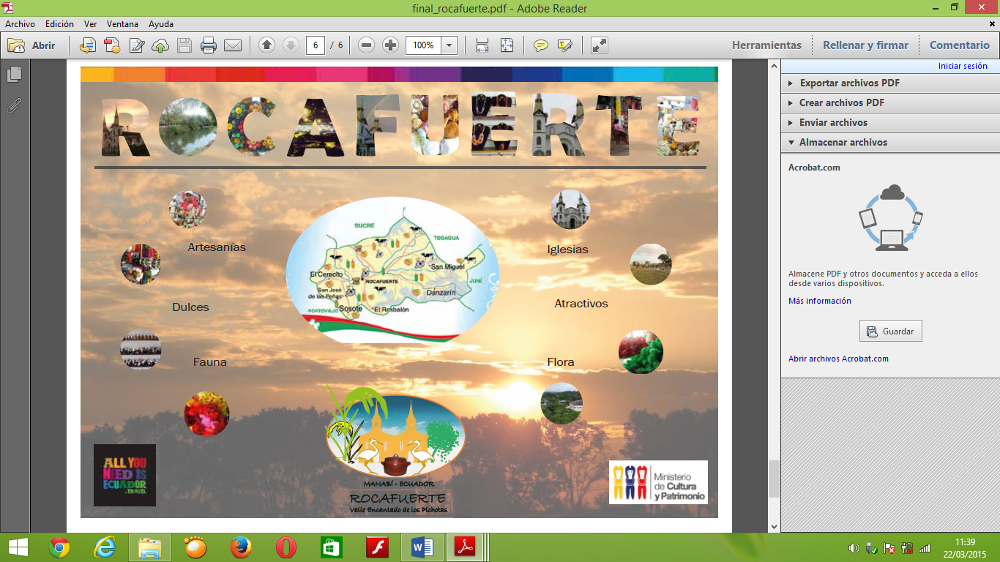 final_rocafuerte.pdf - Adobe Reader
Archivo Edición Ver Ventana Ayuda
Abrir 6 / 6 100% Herramientas Rellenar y firmar Comentario
Iniciar sesión
Exportar archivos PDF
Crear archivos PDF
Enviar archivos
Almacenar archivos
Acrobat.com
Almacene PDF y otros documentos y acceda a ellos
desde varios dispositivos.
Más información
Guardar
Abrir archivos Acrobat.com
ROCAFUERTE
Artesanías
Dulces
Fauna
SUCRE
TOSAGUA
San Miguel
El Cerecito
ROCAFUERTE
JUNÍ
San José
de las Peñas
Danzarín
PORTOVIEJO
Sosote
El Resbalón
Iglesias
Atractivos
Flora
ALL YOU
NEED IS
ECUADOR
.TRAVEL
MANABÍ - ECUADOR
ROCAFUERTE
Valle Encantado de los Pichotas
Ministerio
de Cultura
y Patrimonio
11:39
22/03/2015